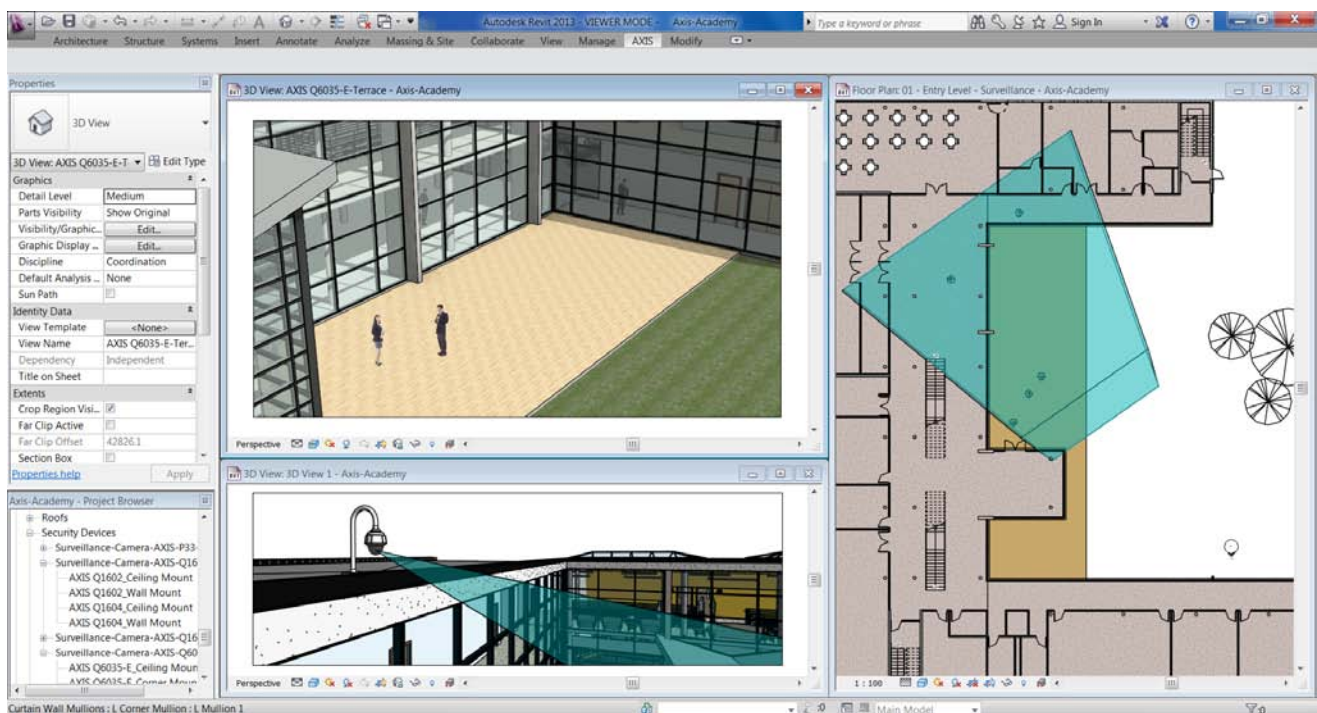 Autodesk Revit 2013 - VIEWER MODE - Axis-Academy
Type a keyword or phrase
Sign In
Architecture Structure Systems Insert Annotate Analyze Massing & Site Collaborate View Manage AXIS Modify
Properties
3D View
3D View: AXIS Q6035-E-T
Edit Type
Graphics
Detail Level Medium
Parts Visibility Show Original
Visibility/Graphic... Edit...
Graphic Display ... Edit...
Discipline Coordination
Default Analysis ... None
Sun Path
Identity Data
View Template <None>
View Name AXIS Q6035-E-Ter...
Dependency Independent
Title on Sheet
Extents
Crop Region Visi...
Far Clip Active
Far Clip Offset 42826.1
Section Box
Properties help Apply
Axis-Academy - Project Browser
Roofs
Security Devices
Surveillance-Camera-AXIS-P33-
Surveillance-Camera-AXIS-Q16
AXIS Q1602_Ceiling Mount
AXIS Q1602_Wall Mount
AXIS Q1604_Ceiling Mount
AXIS Q1604_Wall Mount
Surveillance-Camera-AXIS-Q16
Surveillance-Camera-AXIS-Q60
AXIS Q6035-E_Ceiling Moun
AXIS Q6035-E_Corner Moun
3D View: AXIS Q6035-E-Terrace - Axis-Academy
Perspective
3D View: 3D View 1 - Axis-Academy
Perspective
Floor Plan: 01 - Entry Level - Surveillance - Axis-Academy
1 : 100
Curtain Wall Mullions : L Corner Mullion : L Mullion 1
:0
Main Model
:0